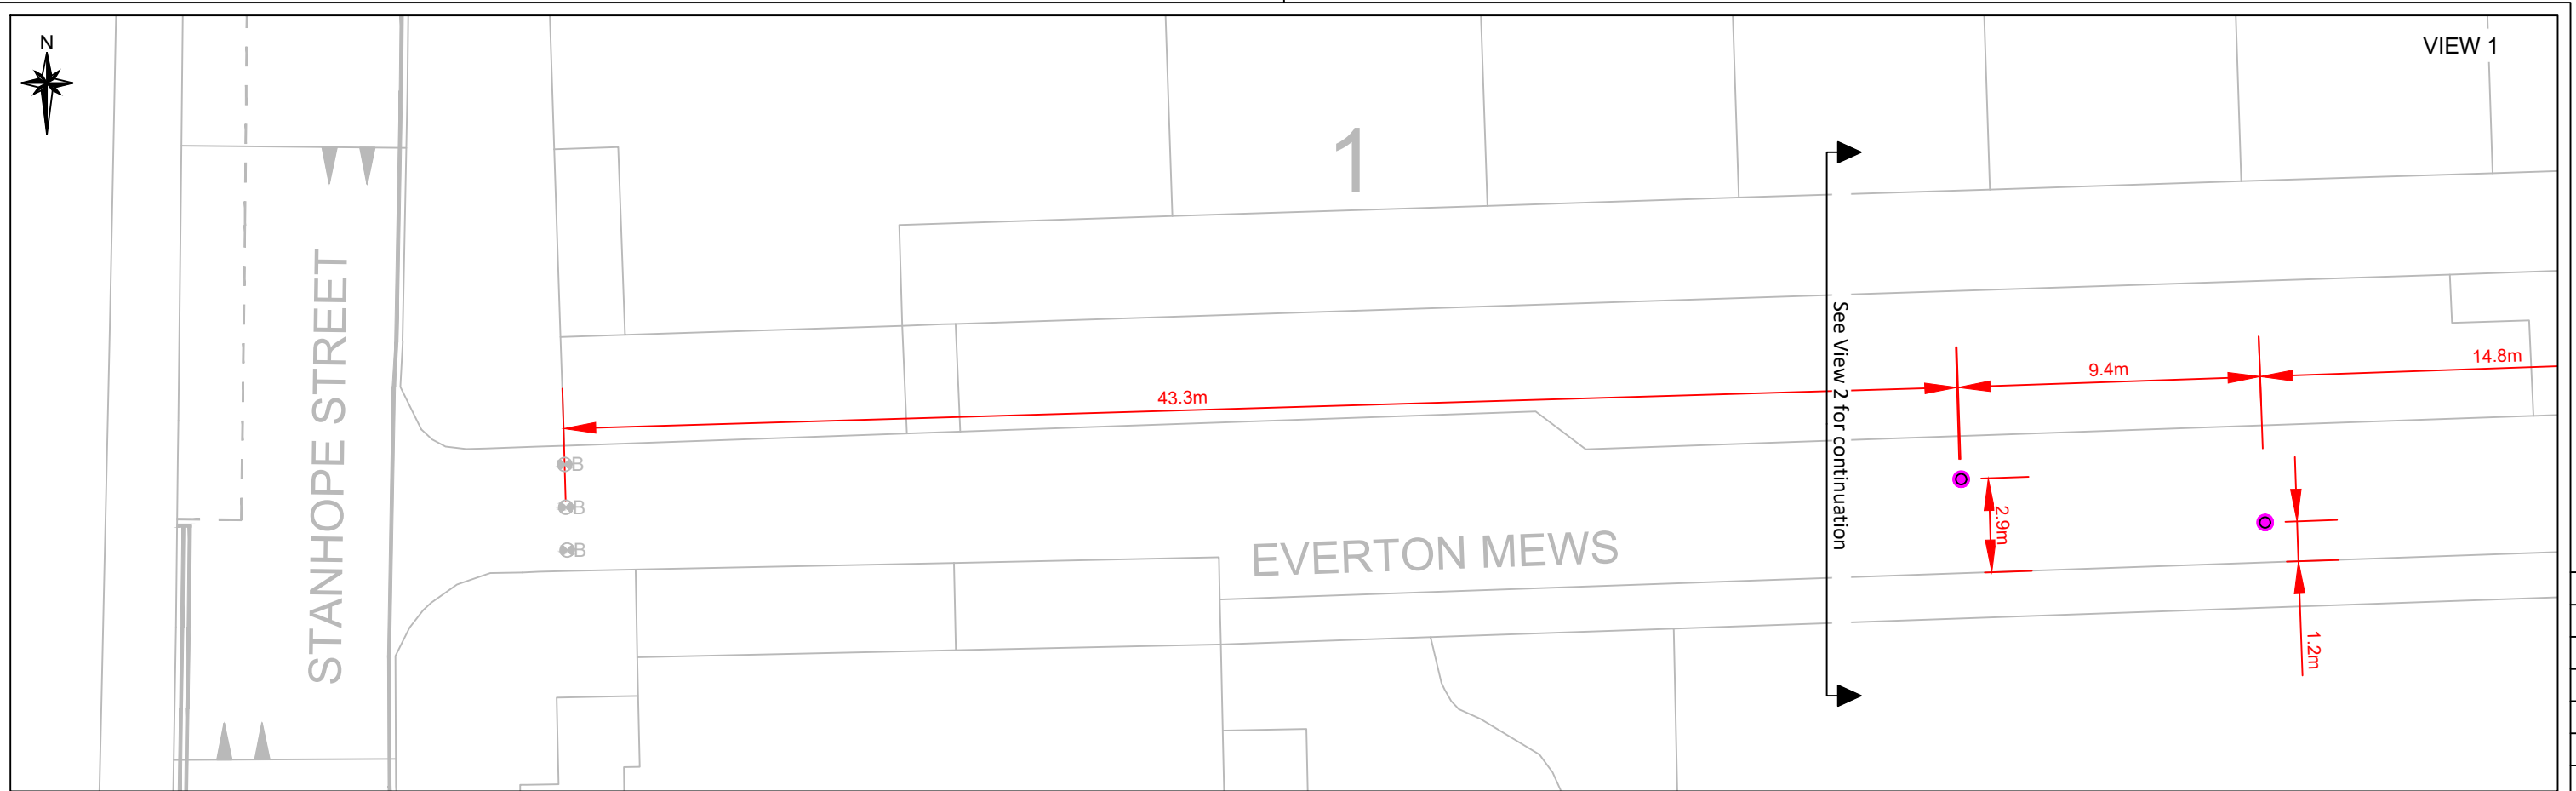 N
VIEW 1
1
STANHOPE STREET
43.3m
9.4m
14.8m
See View 2 for continuation
B
B
B
2.9m
EVERTON MEWS
1.2m